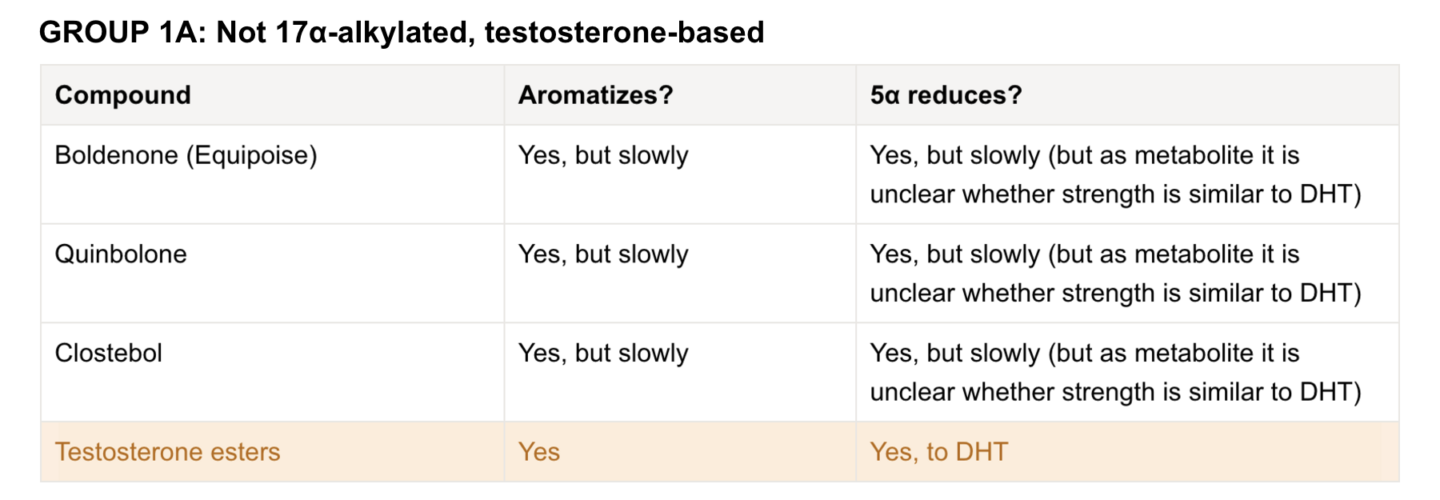 GROUP 1A: Not 17α-alkylated, testosterone-based
Compound Aromatizes? 5α reduces?
Boldenone (Equipoise) Yes, but slowly Yes, but slowly (but as metabolite it is
unclear whether strength is similar to DHT)
Quinbolone Yes, but slowly Yes, but slowly (but as metabolite it is
unclear whether strength is similar to DHT)
Clostebol Yes, but slowly Yes, but slowly (but as metabolite it is
unclear whether strength is similar to DHT)
Testosterone esters Yes Yes, to DHT